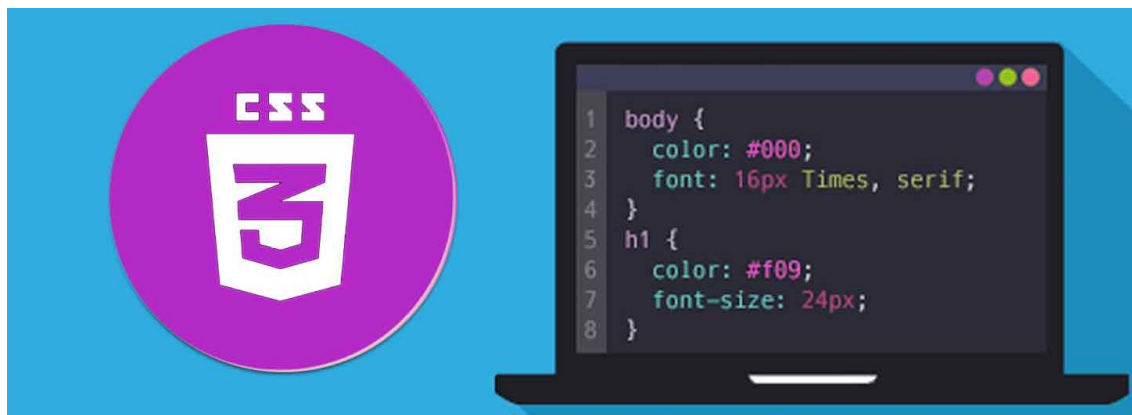 CSS
3
1 body {
2   color: #000;
3   font: 16px Times, serif;
4 }
5 h1 {
6   color: #f09;
7   font-size: 24px;
8 }